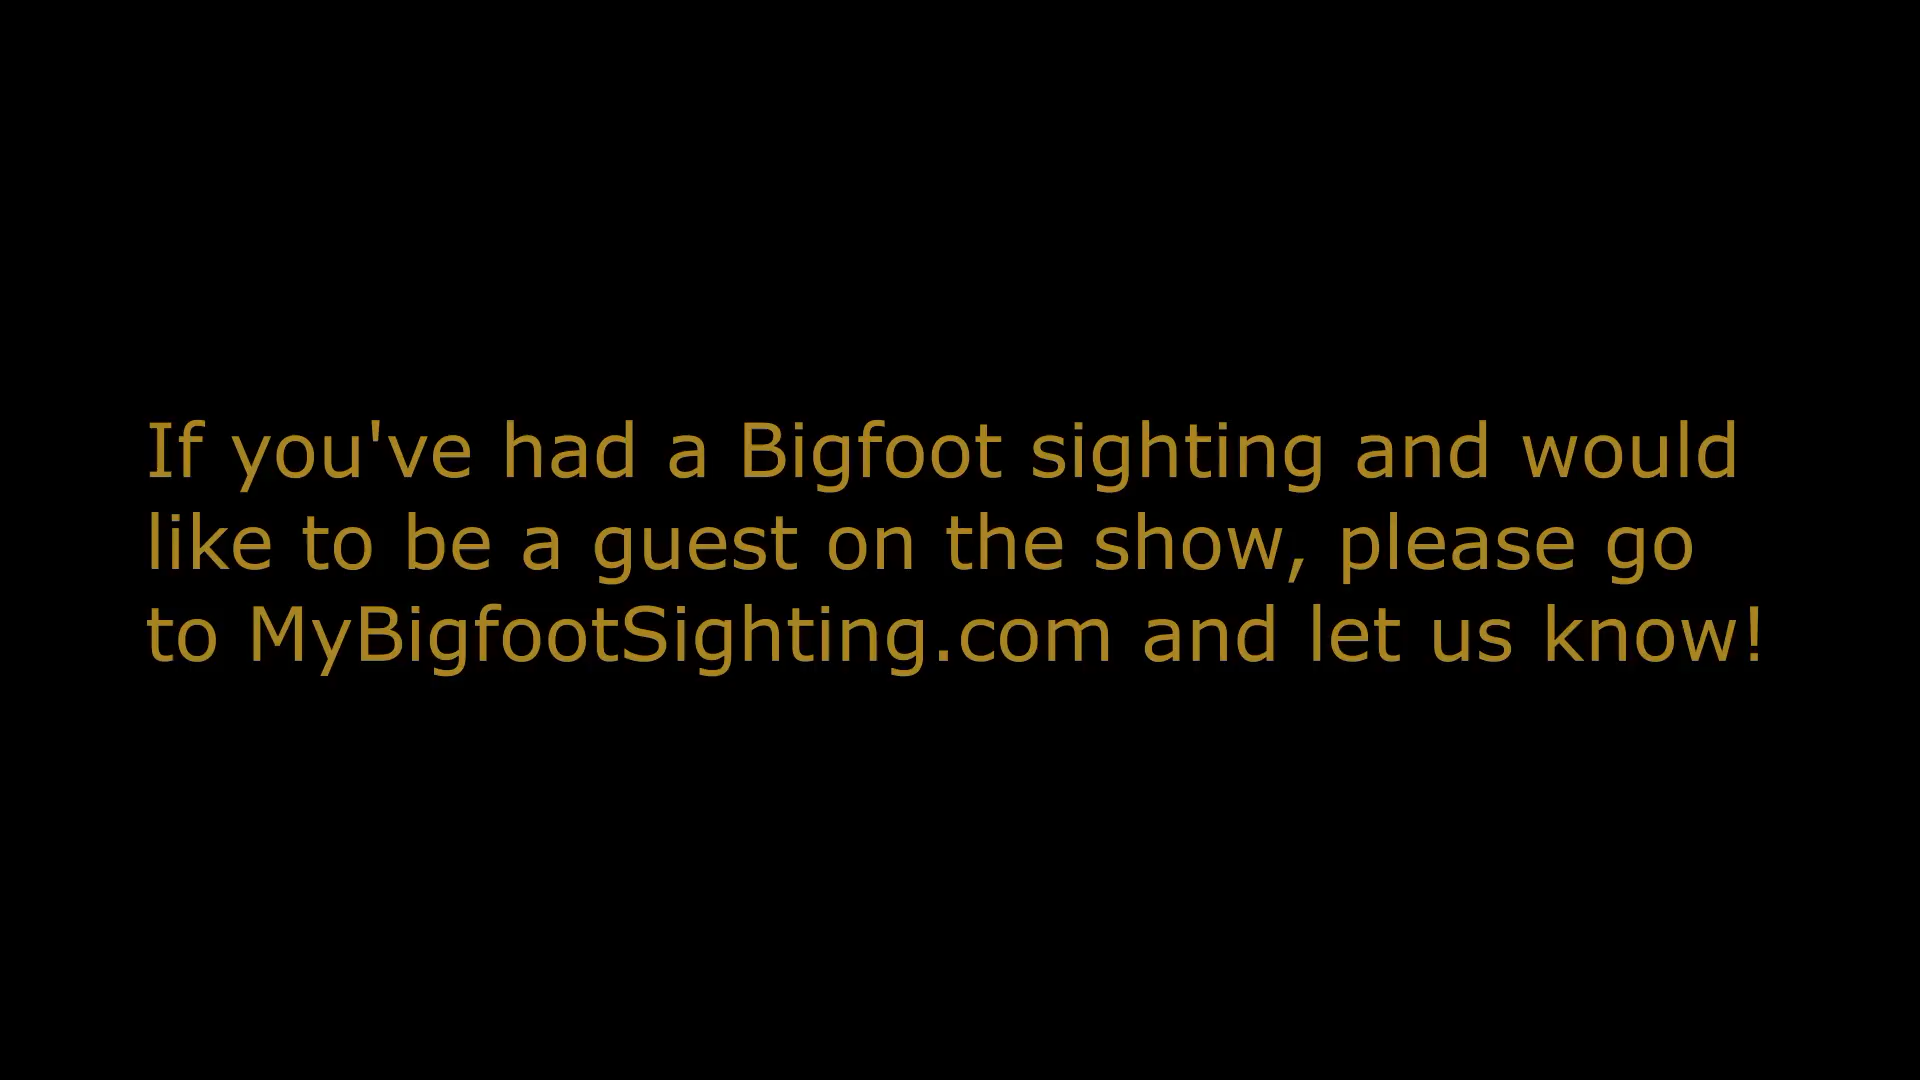 If you've had a Bigfoot sighting and would
like to be a guest on the show, please go
to MyBigfootSighting.com and let us know!